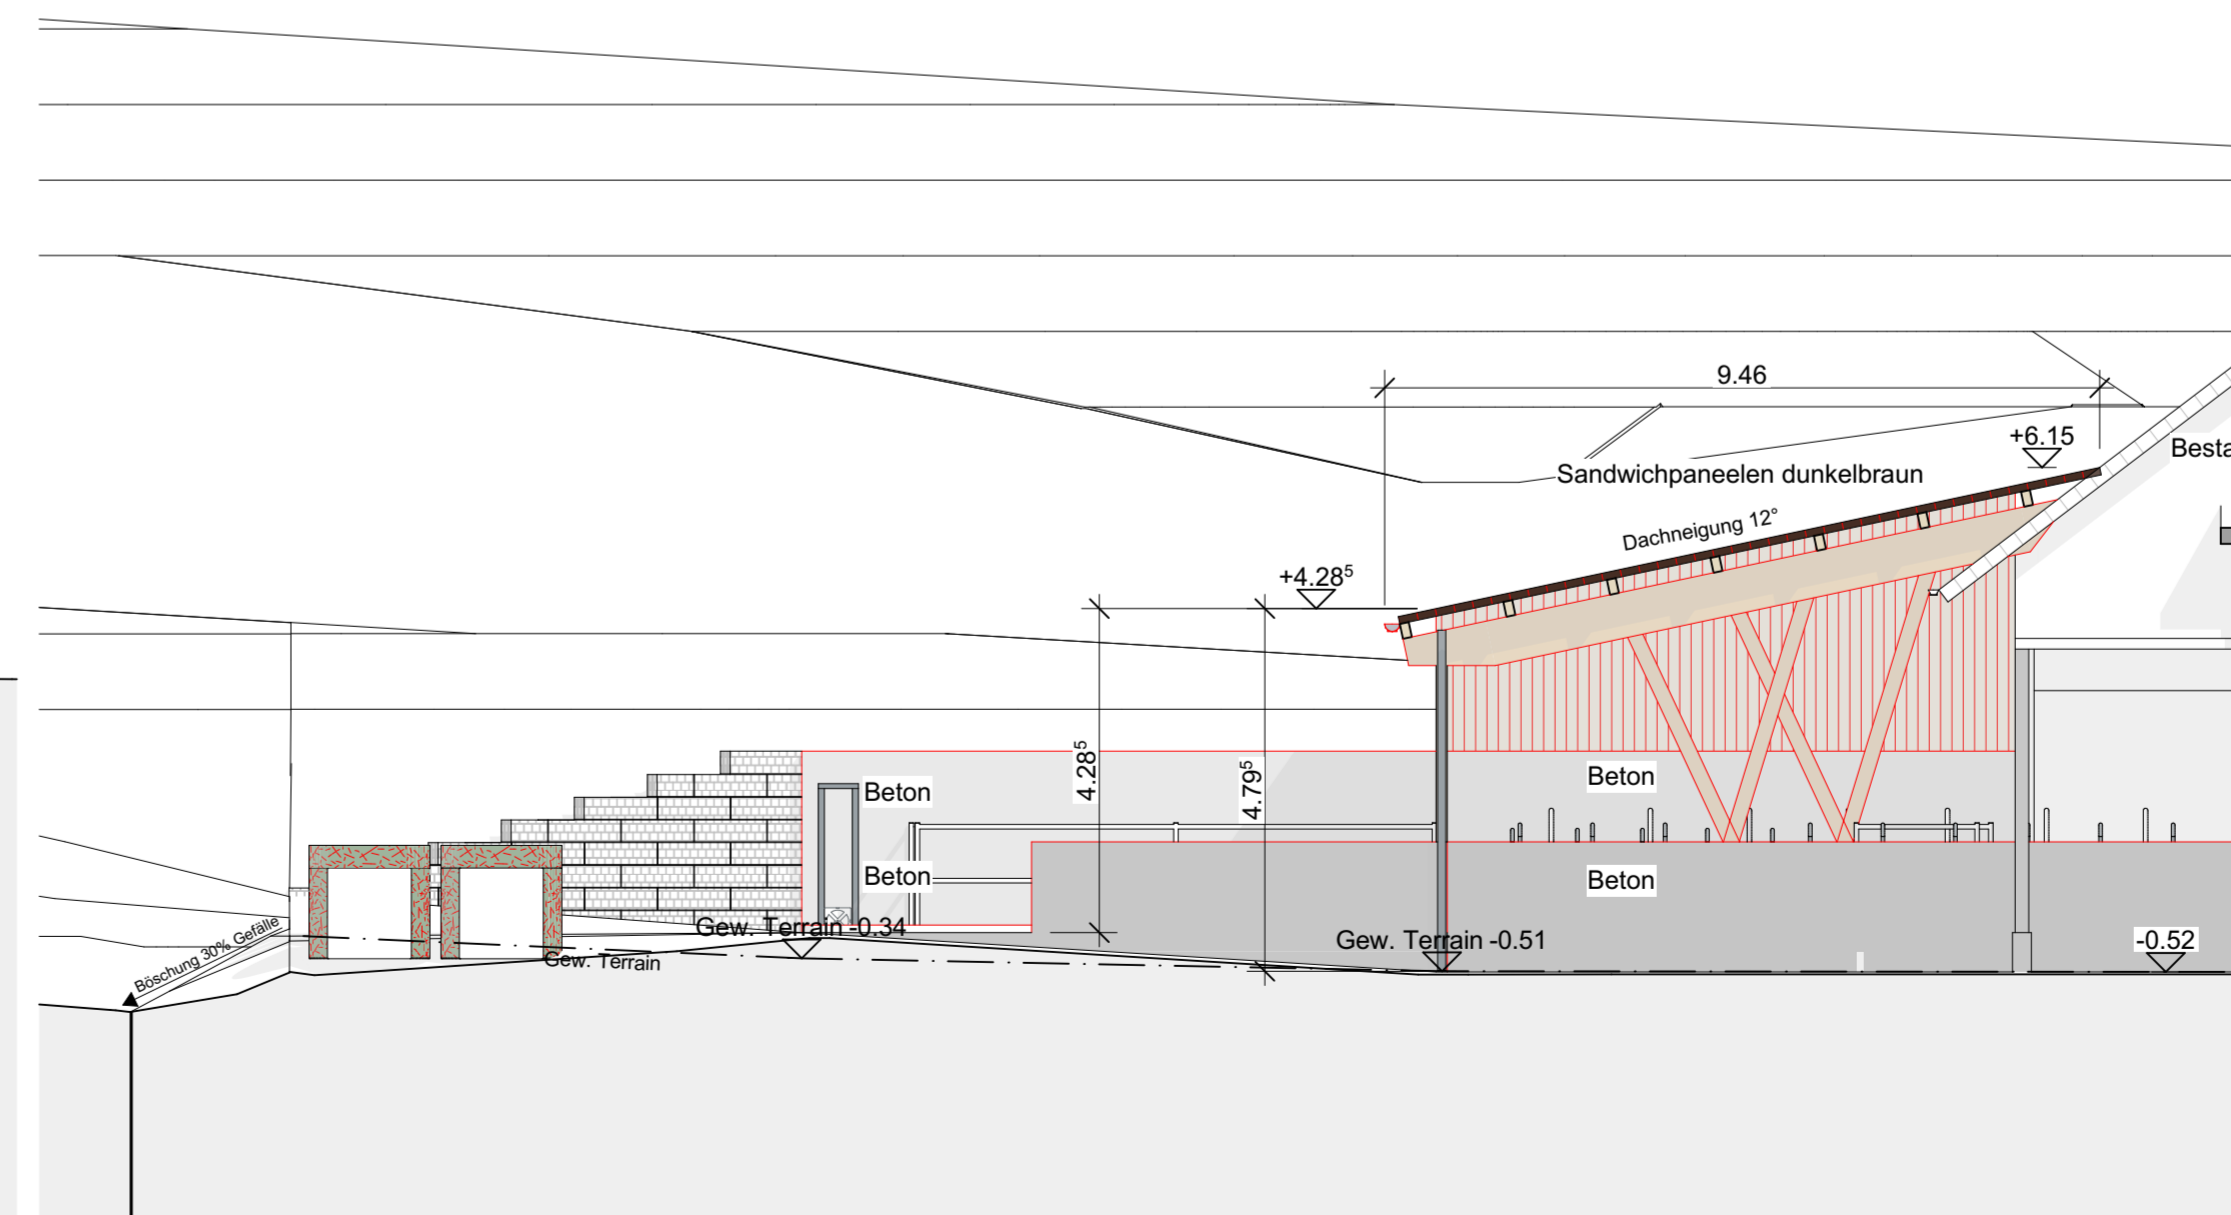 9.46
+6.15
Besta
Sandwichpaneelen dunkelbraun
Dachneigung 12°
+4.28⁵
4.28⁵
4.79⁵
Beton
Beton
Beton
Beton
Gew. Terrain -0.34
Gew. Terrain -0.51
-0.52
Gew. Terrain
Böschung 30% Gefälle